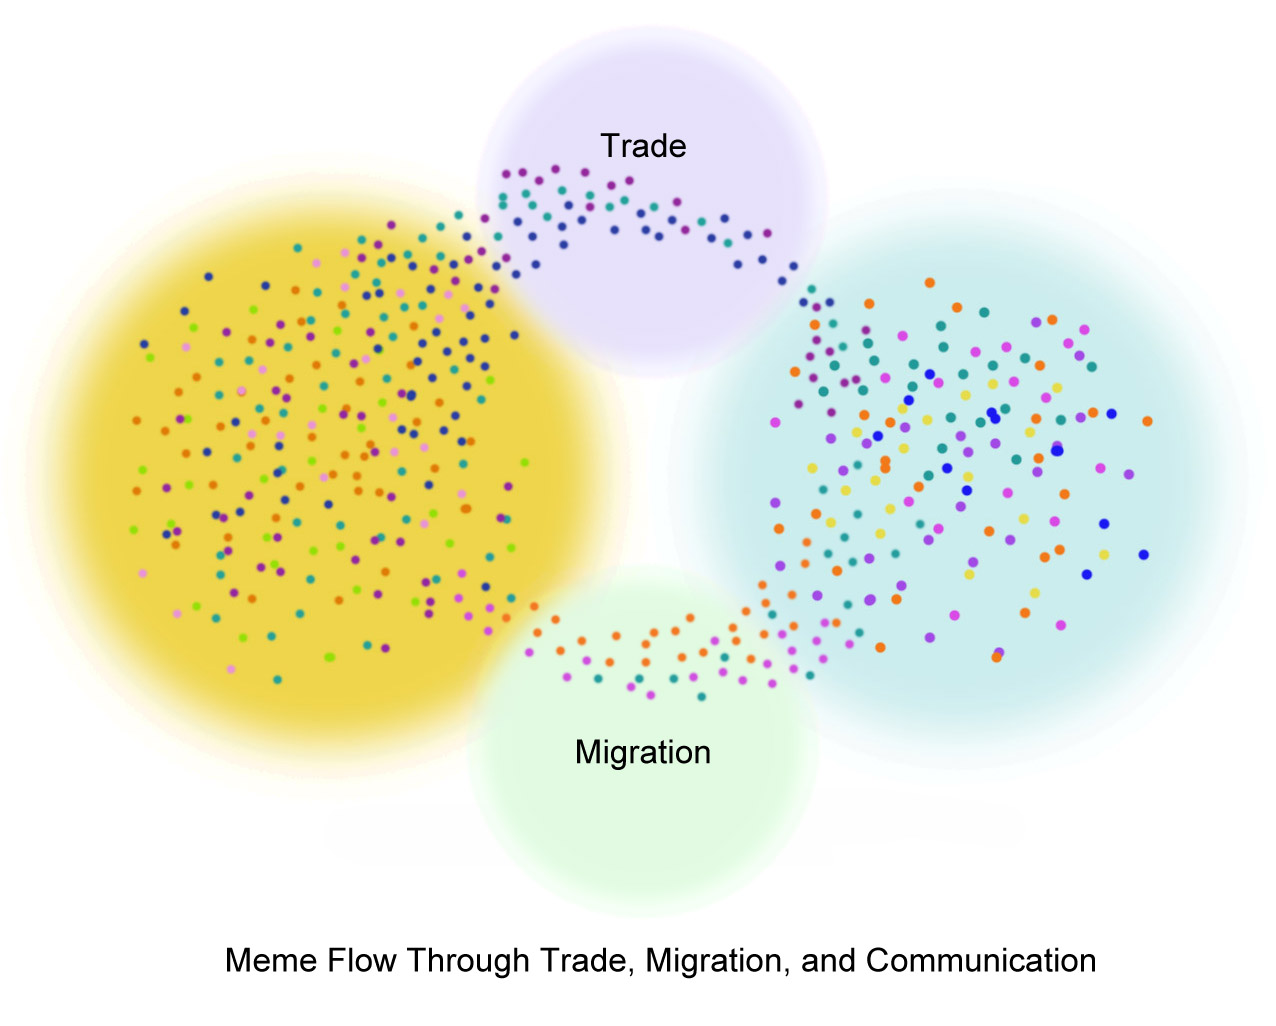 Trade
Migration
Meme Flow Through Trade, Migration, and Communication